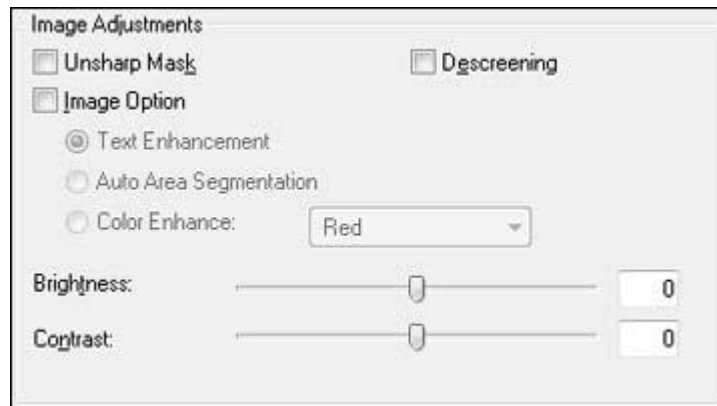 Image Adjustments
Unsharp Mask Descreening
Image Option
Text Enhancement
Auto Area Segmentation
Color Enhance: Red
Brightness: 0
Contrast: 0